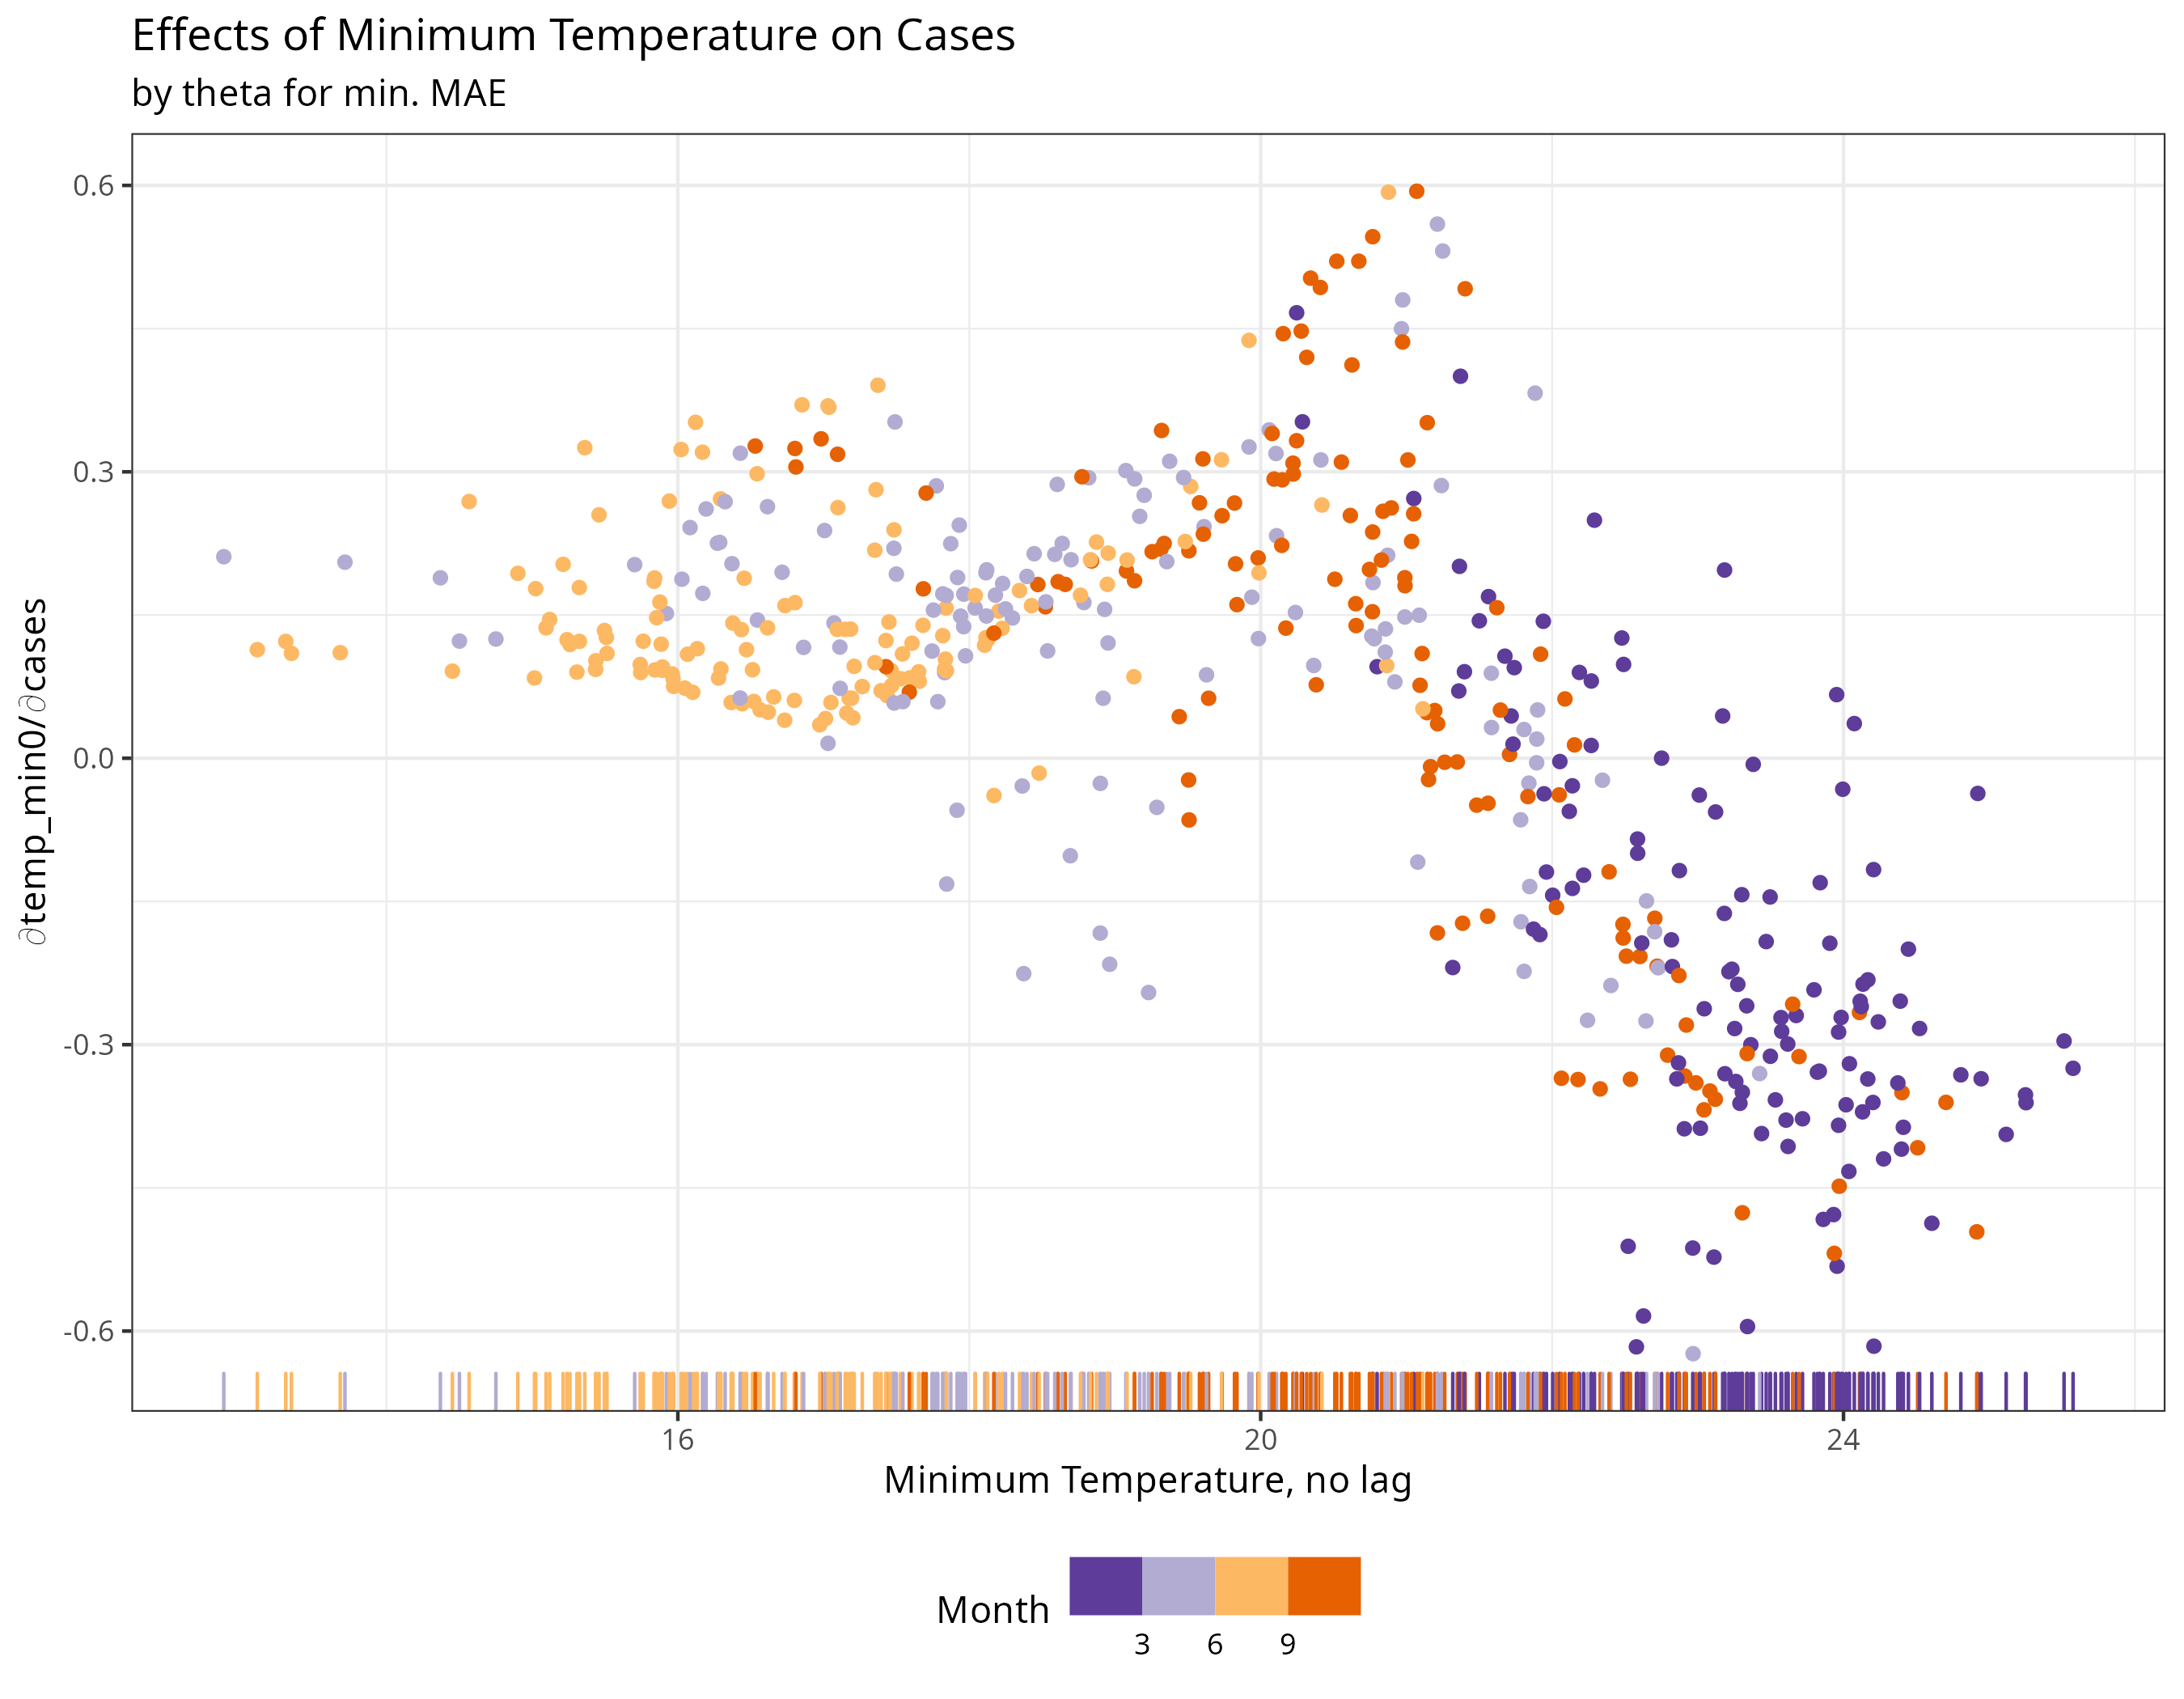 Effects of Minimum Temperature on Cases
by theta for min. MAE
∂temp_min0/∂cases
0.6
0.3
0.0
-0.3
-0.6
16 20 24
Minimum Temperature, no lag
Month
3 6 9